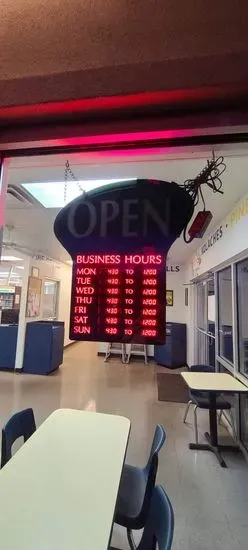 OPEN
BUSINESS HOURS
MON 430 TO 1200
TUE 430 TO 1200
WED 430 TO 1200
THU 430 TO 1200
FRI 430 TO 1200
SAT 430 TO 1200
SUN 430 TO 1200